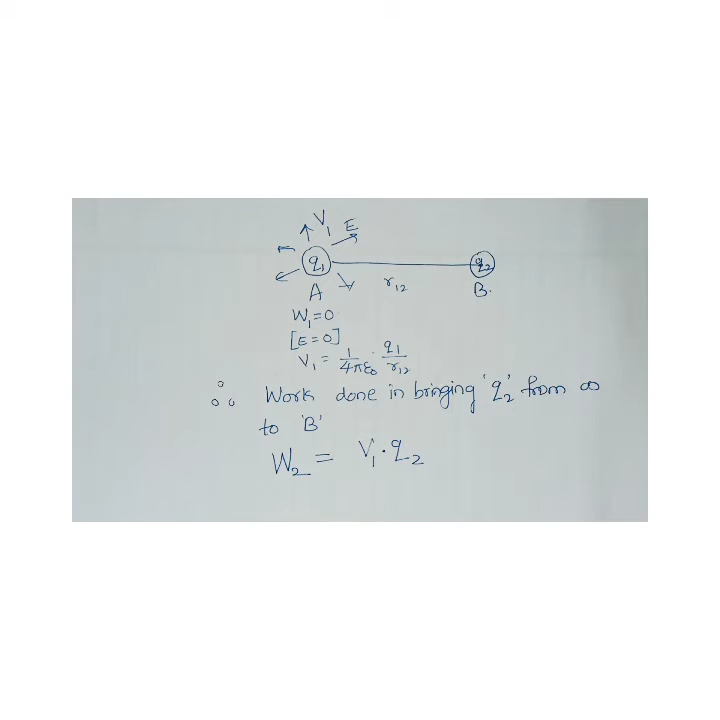 V₁ E
q₁ q₂
A r₁₂ B.
W₁ = 0
[E = 0]
V₁ = 1/4πε₀ · q₁/r₁₂
∴ Work done in bringing 'q₂' from ∞
to 'B'
W₂ = V₁ · q₂